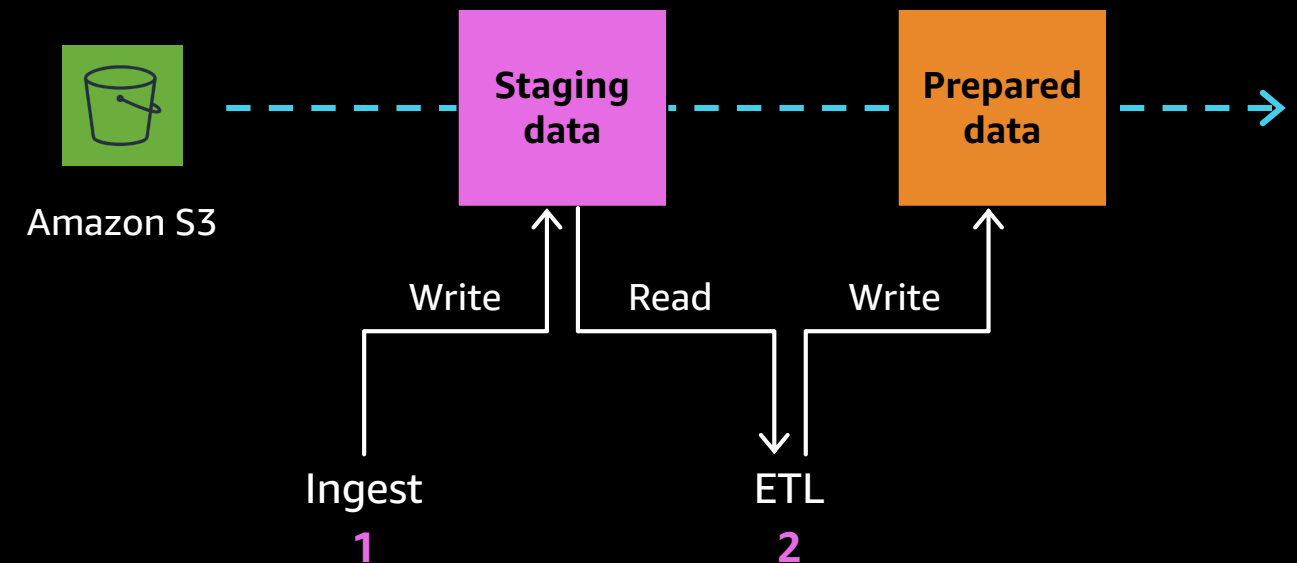 Staging
data
Prepared
data
Amazon S3
Write
Read
Write
Ingest
1
ETL
2